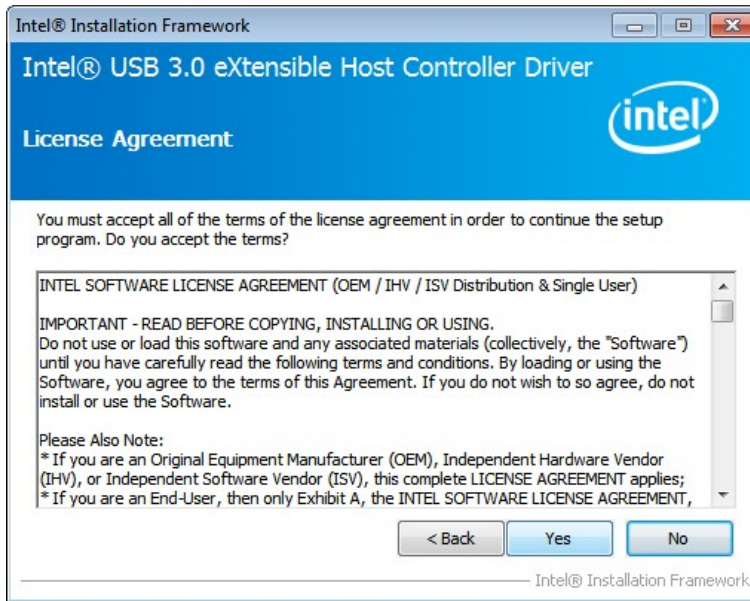 Intel® Installation Framework
Intel® USB 3.0 eXtensible Host Controller Driver
intel
License Agreement
You must accept all of the terms of the license agreement in order to continue the setup
program. Do you accept the terms?
INTEL SOFTWARE LICENSE AGREEMENT (OEM / IHV / ISV Distribution & Single User)
IMPORTANT - READ BEFORE COPYING, INSTALLING OR USING.
Do not use or load this software and any associated materials (collectively, the "Software")
until you have carefully read the following terms and conditions. By loading or using the
Software, you agree to the terms of this Agreement. If you do not wish to so agree, do not
install or use the Software.
Please Also Note:
* If you are an Original Equipment Manufacturer (OEM), Independent Hardware Vendor
(IHV), or Independent Software Vendor (ISV), this complete LICENSE AGREEMENT applies;
* If you are an End-User, then only Exhibit A, the INTEL SOFTWARE LICENSE AGREEMENT,
< Back Yes No
Intel® Installation Framework